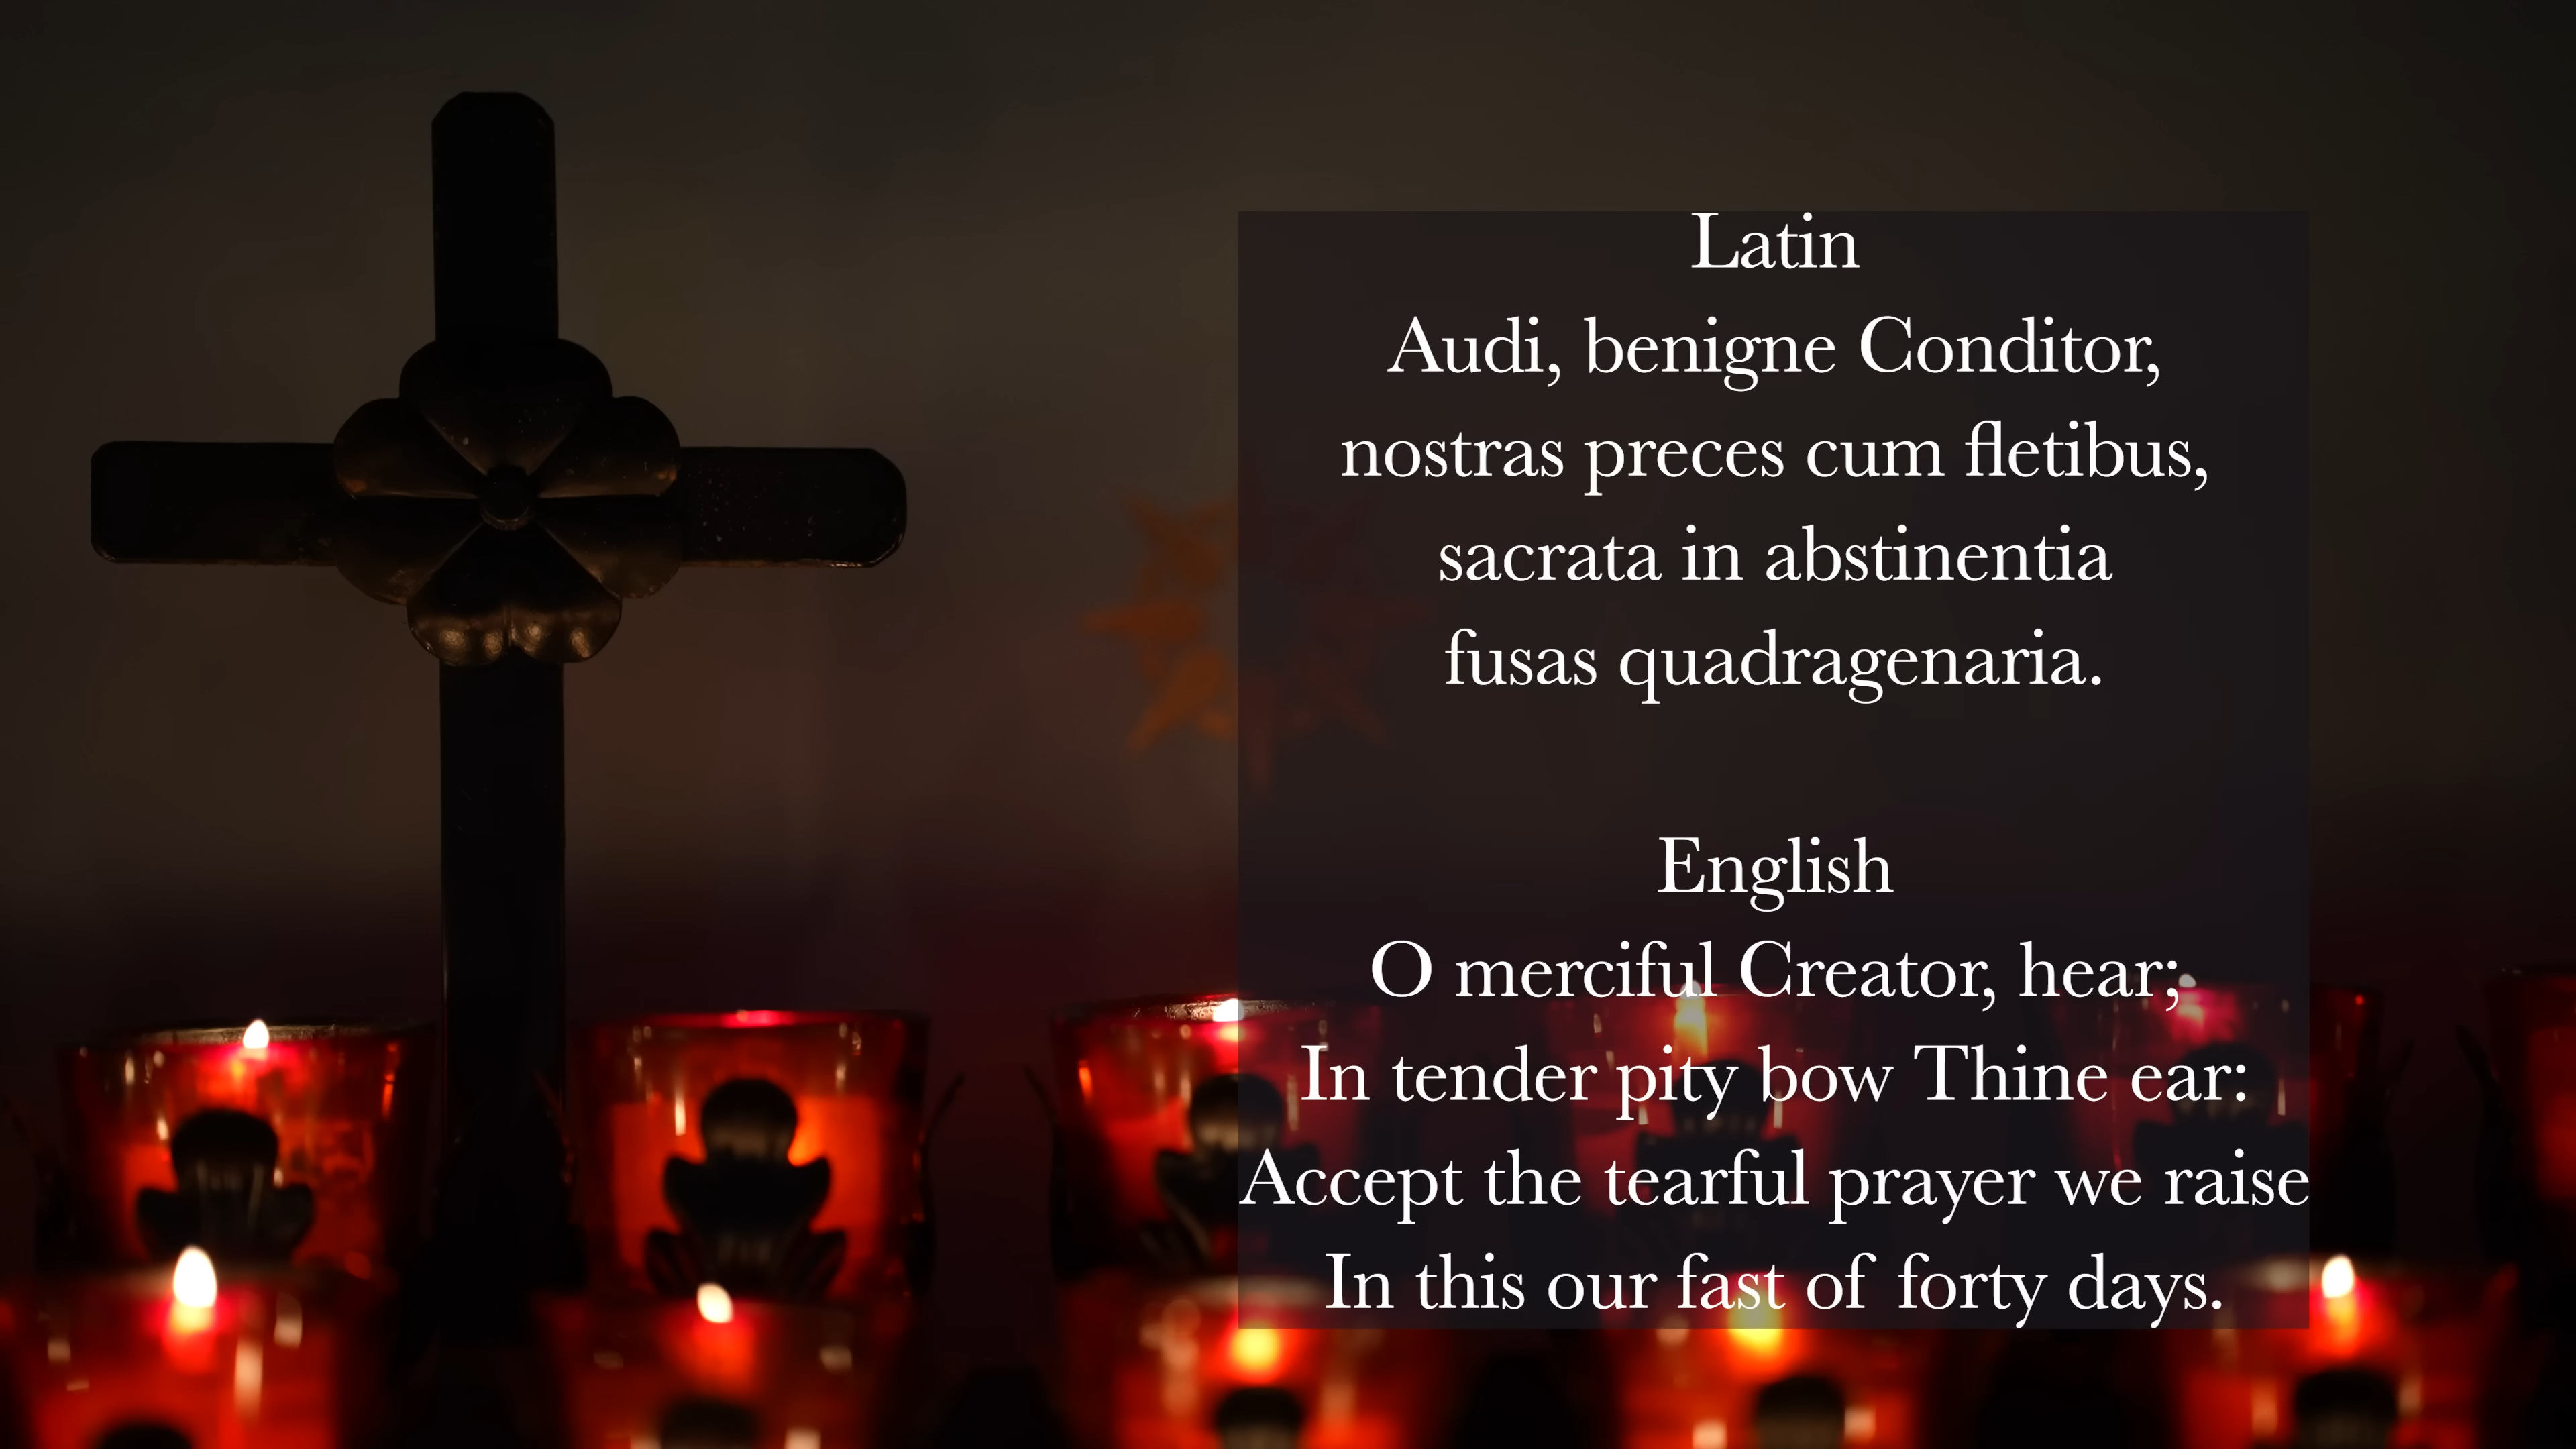 Latin
Audi, benigne Conditor,
nostras preces cum fletibus,
sacrata in abstinentia
fusas quadragenaria.
English
O merciful Creator, hear;
In tender pity bow Thine ear:
Accept the tearful prayer we raise
In this our fast of forty days.